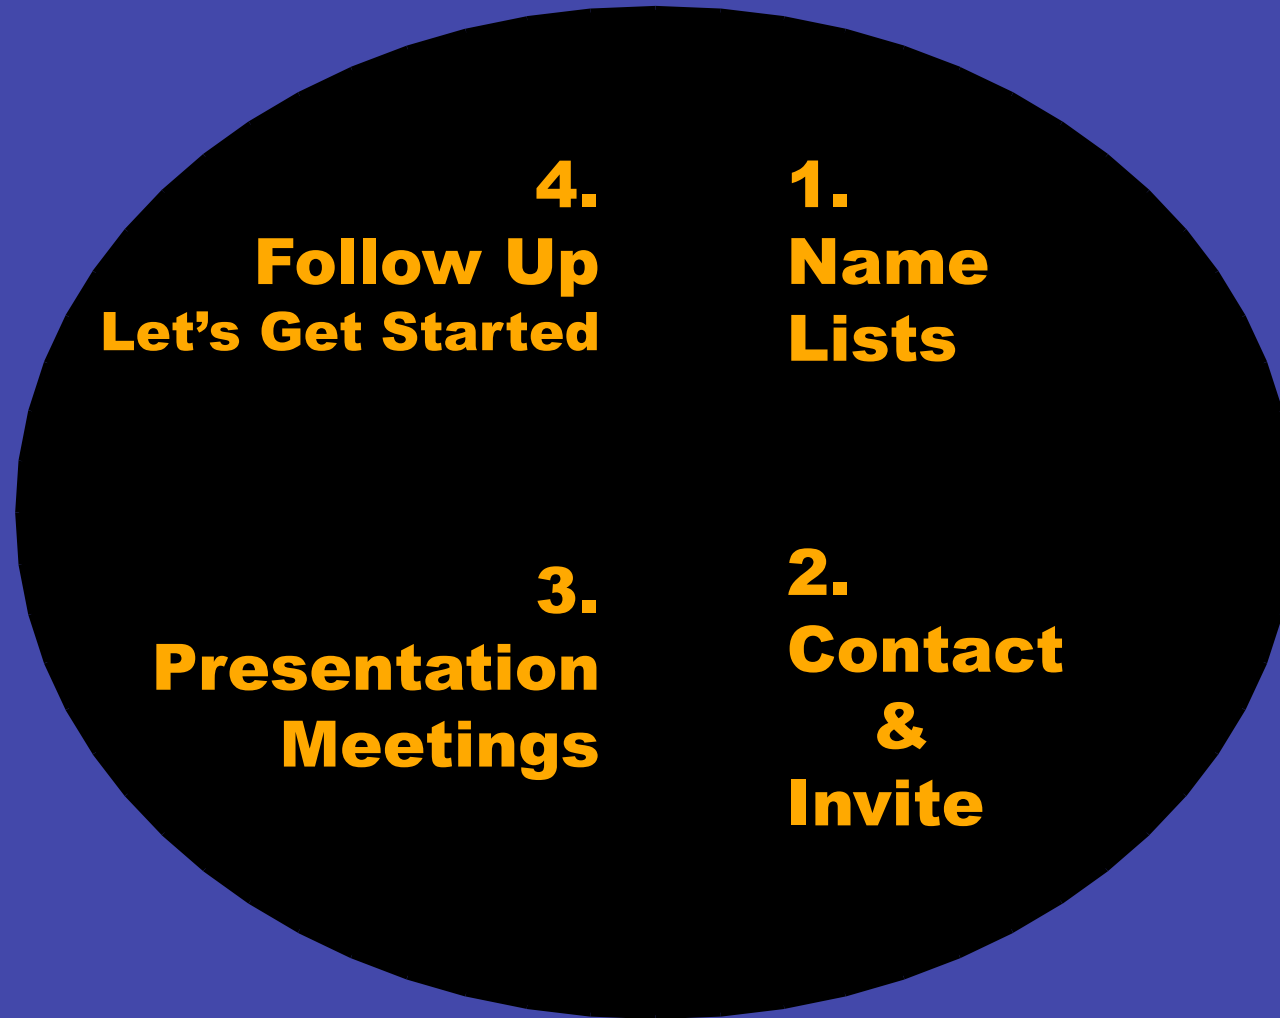 4.
Follow Up
Let’s Get Started
1.
Name
Lists
3.
Presentation
Meetings
2.
Contact
&
Invite